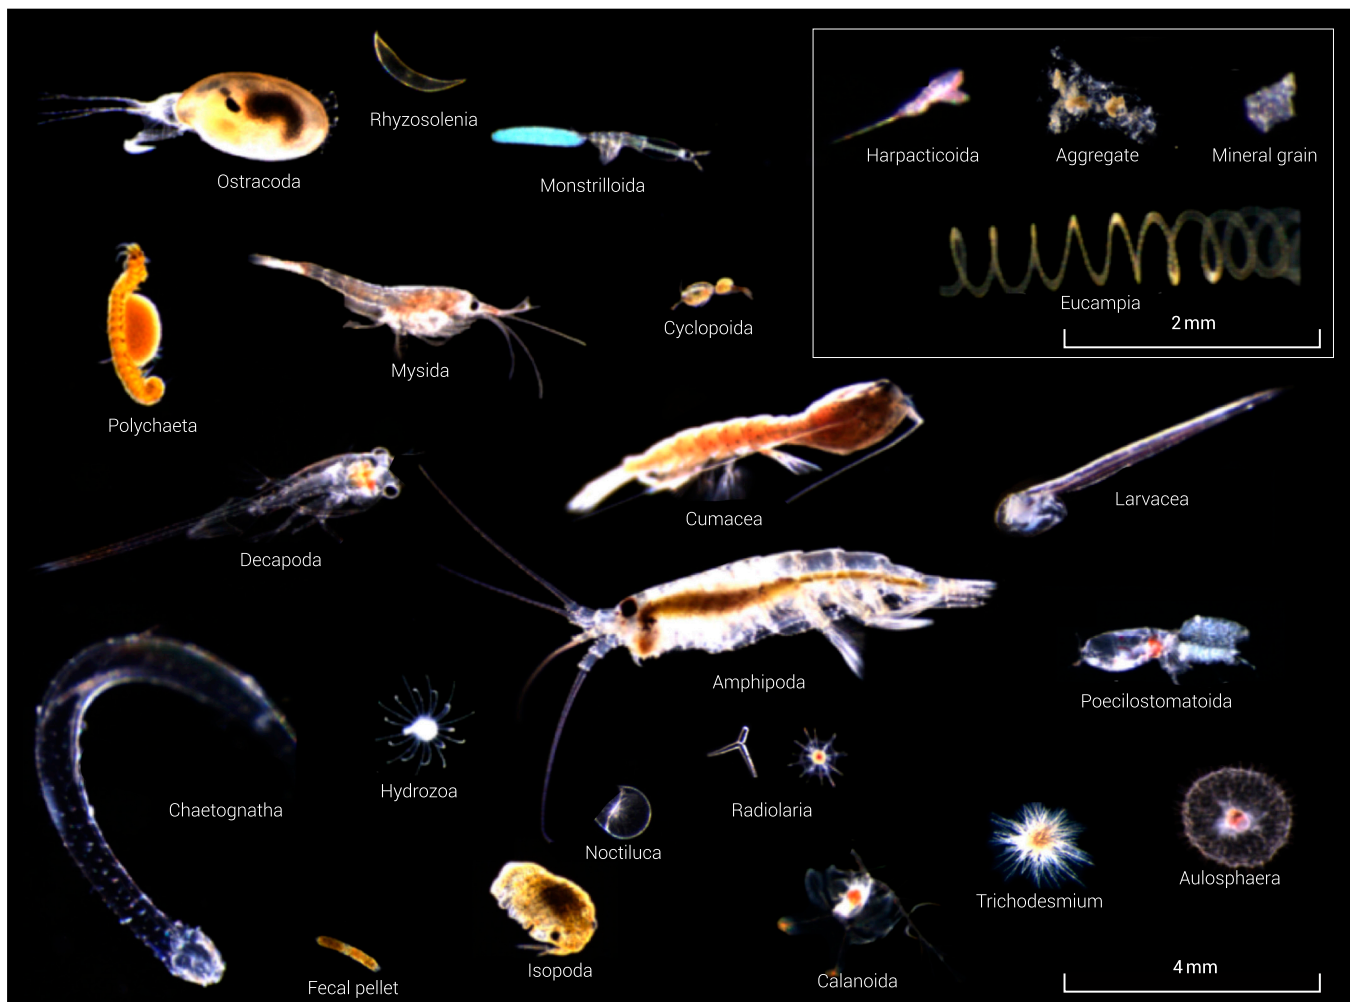 Rhyzosolenia
Ostracoda
Monstrilloida
Harpacticoida
Aggregate
Mineral grain
Eucampia
2 mm
Polychaeta
Mysida
Cyclopoida
Decapoda
Cumacea
Larvacea
Amphipoda
Poecilostomatoida
Chaetognatha
Hydrozoa
Noctiluca
Radiolaria
Trichodesmium
Aulosphaera
Fecal pellet
Isopoda
Calanoida
4 mm